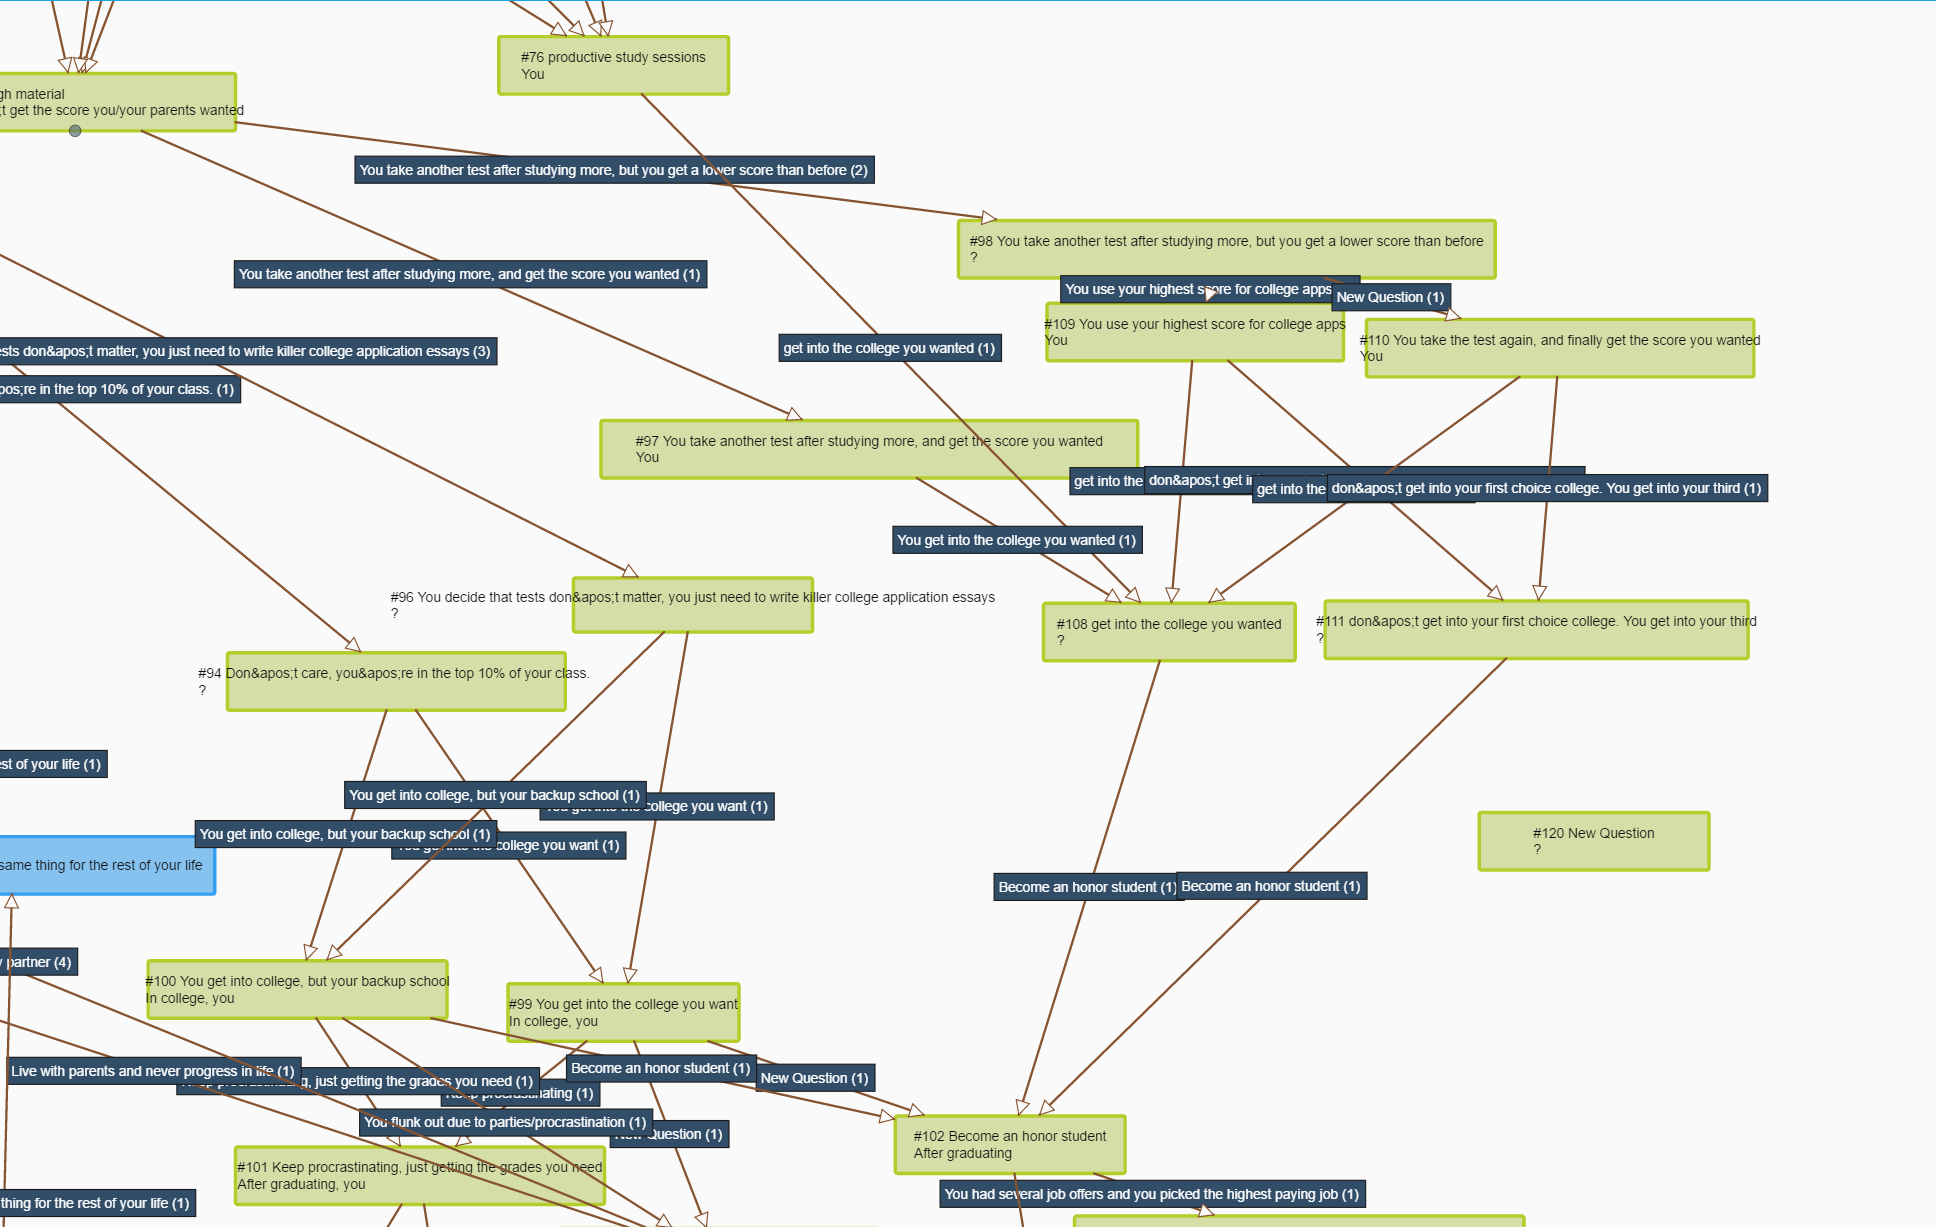 #76 productive study sessions
You
gh material
;t get the score you/your parents wanted
You take another test after studying more, but you get a lower score than before (2)
#98 You take another test after studying more, but you get a lower score than before
?
You take another test after studying more, and get the score you wanted (1)
You use your highest score for college apps
New Question (1)
#109 You use your highest score for college apps
You
#110 You take the test again, and finally get the score you wanted
You
get into the college you wanted (1)
sts don&apos;t matter, you just need to write killer college application essays (3)
pos;re in the top 10% of your class. (1)
#97 You take another test after studying more, and get the score you wanted
You
get into the
don&apos;t get i
get into the
don&apos;t get into your first choice college. You get into your third (1)
You get into the college you wanted (1)
#96 You decide that tests don&apos;t matter, you just need to write killer college application essays
?
#108 get into the college you wanted
?
#111 don&apos;t get into your first choice college. You get into your third
?
#94 Don&apos;t care, you&apos;re in the top 10% of your class.
?
est of your life (1)
You get into college, but your backup school (1)
college you want (1)
You get into college, but your backup school (1)
college you want (1)
#120 New Question
?
same thing for the rest of your life
Become an honor student (1)
Become an honor student (1)
y partner (4)
#100 You get into college, but your backup school
In college, you
#99 You get into the college you want
In college, you
Live with parents and never progress in life (1)
, just getting the grades you need (1)
Become an honor student (1)
New Question (1)
Keep procrastinating (1)
You flunk out due to parties/procrastination (1)
New Question (1)
#102 Become an honor student
After graduating
#101 Keep procrastinating, just getting the grades you need
After graduating, you
thing for the rest of your life (1)
You had several job offers and you picked the highest paying job (1)